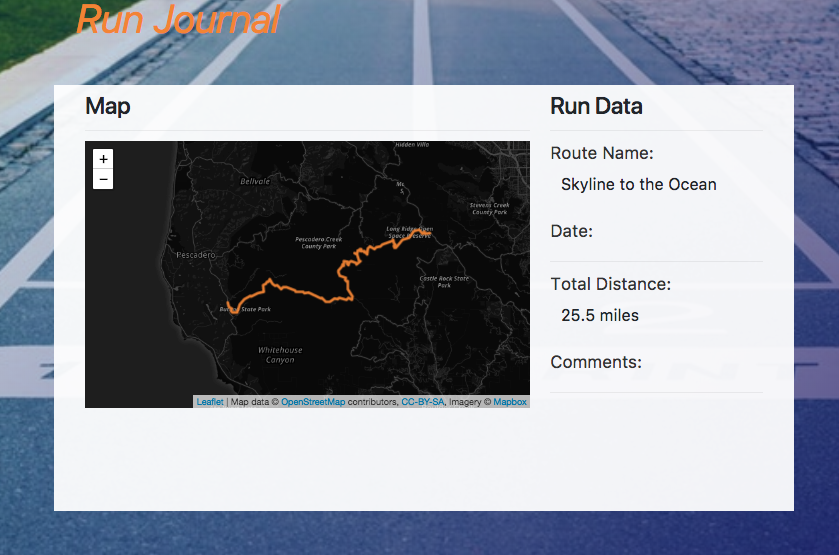 Run Journal
Map
Run Data
+
−
Hidden Villa
Bellvale
Stevens Creek
County Park
Pescadero Creek
County Park
Long Ridge Open
Space Preserve
Pescadero
Castle Rock State
Park
State Park
Whitehouse
Canyon
Leaflet | Map data © OpenStreetMap contributors, CC-BY-SA, Imagery © Mapbox
Route Name:
Skyline to the Ocean
Date:
Total Distance:
25.5 miles
Comments: